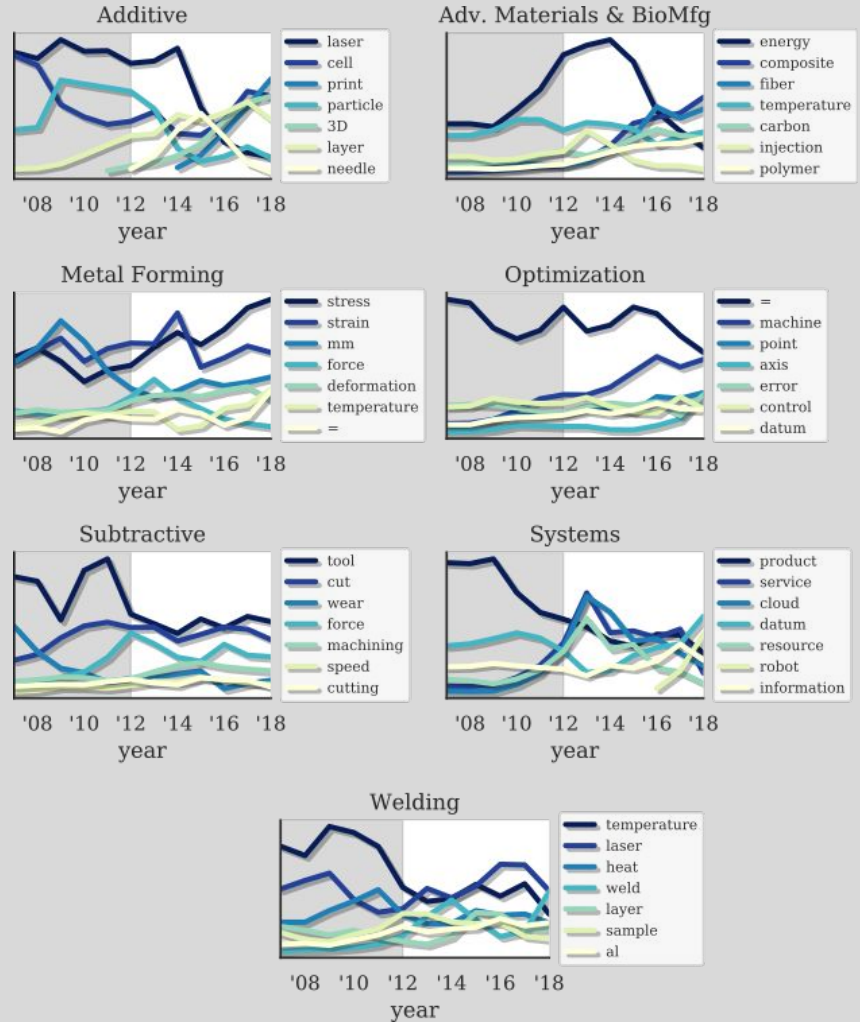 Additive
laser
cell
print
particle
3D
layer
needle
'08 '10 '12 '14 '16 '18
year
Adv. Materials & BioMfg
energy
composite
fiber
temperature
carbon
injection
polymer
'08 '10 '12 '14 '16 '18
year
Metal Forming
stress
strain
mm
force
deformation
temperature
=
'08 '10 '12 '14 '16 '18
year
Optimization
=
machine
point
axis
error
control
datum
'08 '10 '12 '14 '16 '18
year
Subtractive
tool
cut
wear
force
machining
speed
cutting
'08 '10 '12 '14 '16 '18
year
Systems
product
service
cloud
datum
resource
robot
information
'08 '10 '12 '14 '16 '18
year
Welding
temperature
laser
heat
weld
layer
sample
al
'08 '10 '12 '14 '16 '18
year